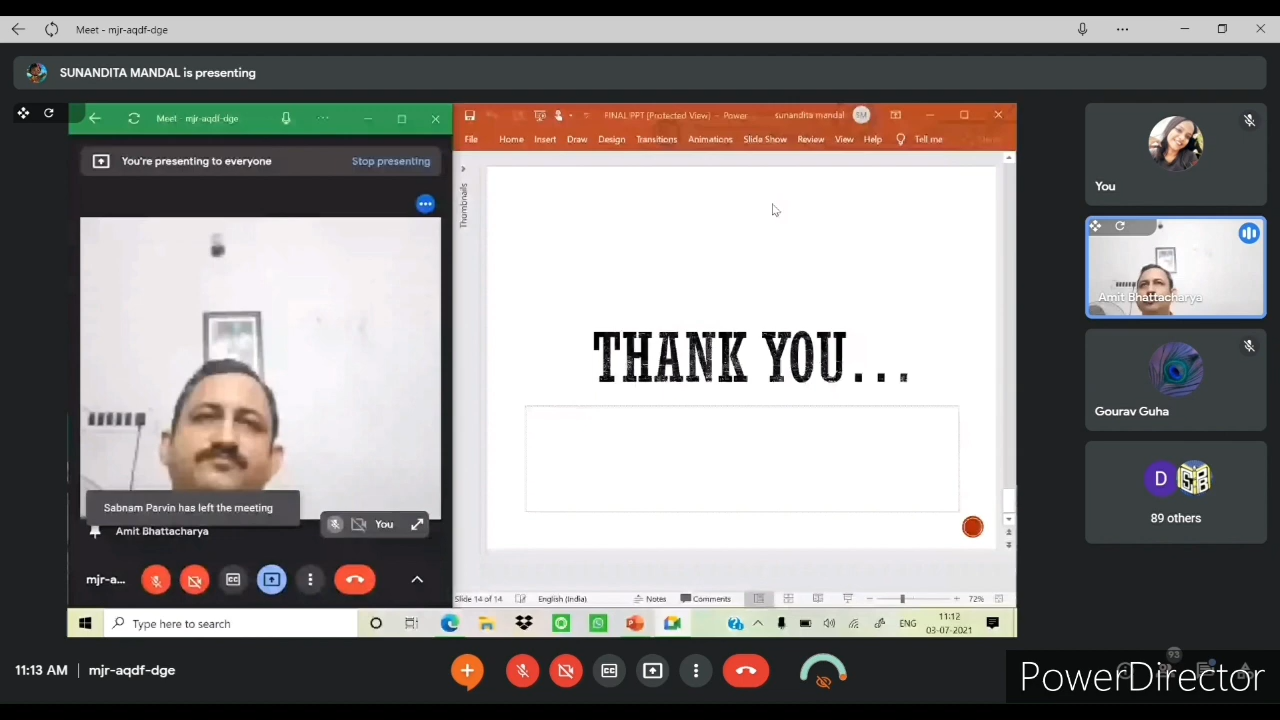 Meet - mjr-aqdf-dge
SUNANDITA MANDAL is presenting
Meet mjr-aqdf-dge
You're presenting to everyone
Stop presenting
Sabnam Parvin has left the meeting
Amit Bhattacharya
You
mjr-a...
FINAL PPT [Protected View] - Power
sunandita mandal
SM
File Home Insert Draw Design Transitions Animations Slide Show Review View Help Tell me
Thumbnails
THANK YOU...
Slide 14 of 14
English (India)
Notes
Comments
72%
Type here to search
ENG
11:12
03-07-2021
You
Amit Bhattacharya
Gourav Guha
D
89 others
11:13 AM | mjr-aqdf-dge
93
PowerDirector